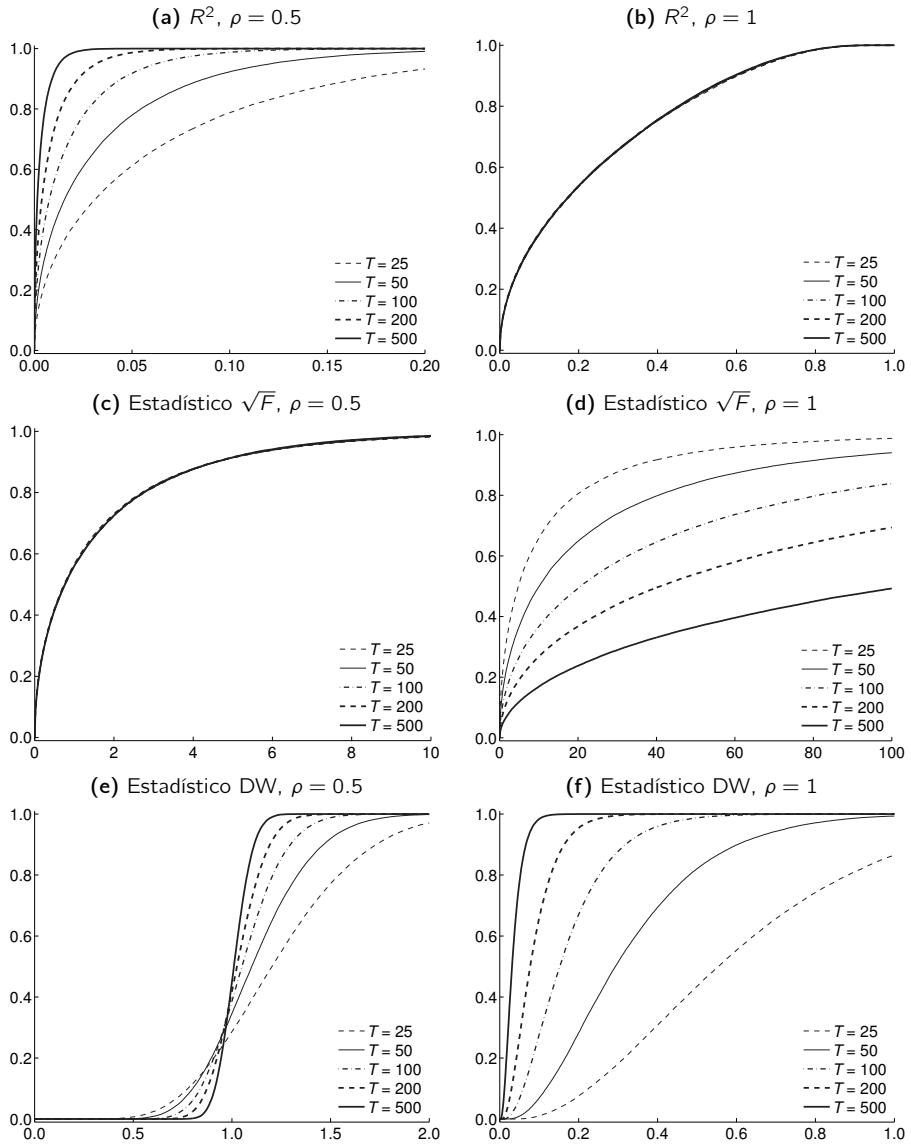 (a) R², ρ = 0.5
1.0
0.8
0.6
0.4
0.2
0.0
0.00 0.05 0.10 0.15 0.20
T = 25
T = 50
T = 100
T = 200
T = 500
(b) R², ρ = 1
1.0
0.8
0.6
0.4
0.2
0.0
0.0 0.2 0.4 0.6 0.8 1.0
T = 25
T = 50
T = 100
T = 200
T = 500
(c) Estadístico √F, ρ = 0.5
1.0
0.8
0.6
0.4
0.2
0.0
0 2 4 6 8 10
T = 25
T = 50
T = 100
T = 200
T = 500
(d) Estadístico √F, ρ = 1
1.0
0.8
0.6
0.4
0.2
0.0
0 20 40 60 80 100
T = 25
T = 50
T = 100
T = 200
T = 500
(e) Estadístico DW, ρ = 0.5
1.0
0.8
0.6
0.4
0.2
0.0
0.0 0.5 1.0 1.5 2.0
T = 25
T = 50
T = 100
T = 200
T = 500
(f) Estadístico DW, ρ = 1
1.0
0.8
0.6
0.4
0.2
0.0
0.0 0.2 0.4 0.6 0.8 1.0
T = 25
T = 50
T = 100
T = 200
T = 500